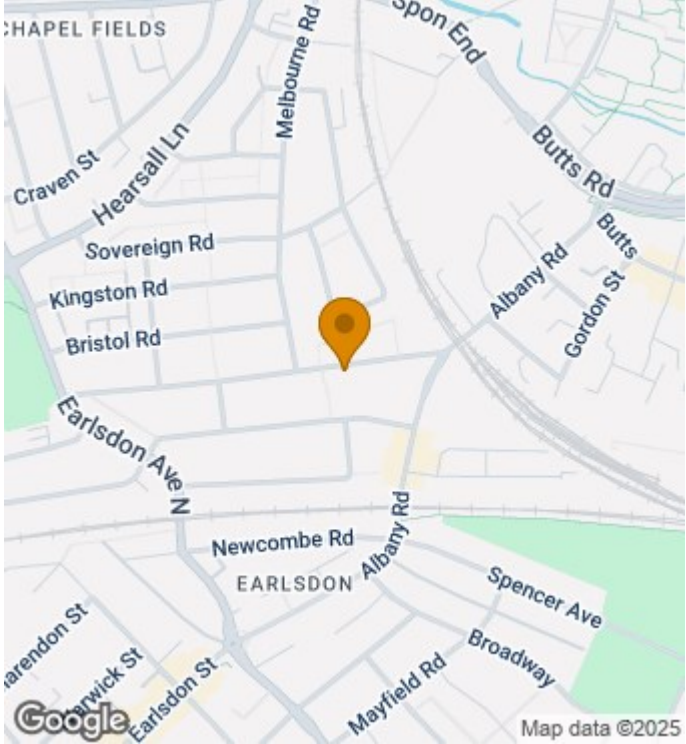 CHAPEL FIELDS
Melbourne Rd
Spon End
Butts Rd
Craven St
Hearsall Ln
Sovereign Rd
Butts
Albany Rd
Kingston Rd
Gordon St
Bristol Rd
Earlsdon Ave N
Albany Rd
Newcombe Rd
EARLSDON
Spencer Ave
Broadway
Mayfield Rd
Earlsdon St
Google
Map data ©2025